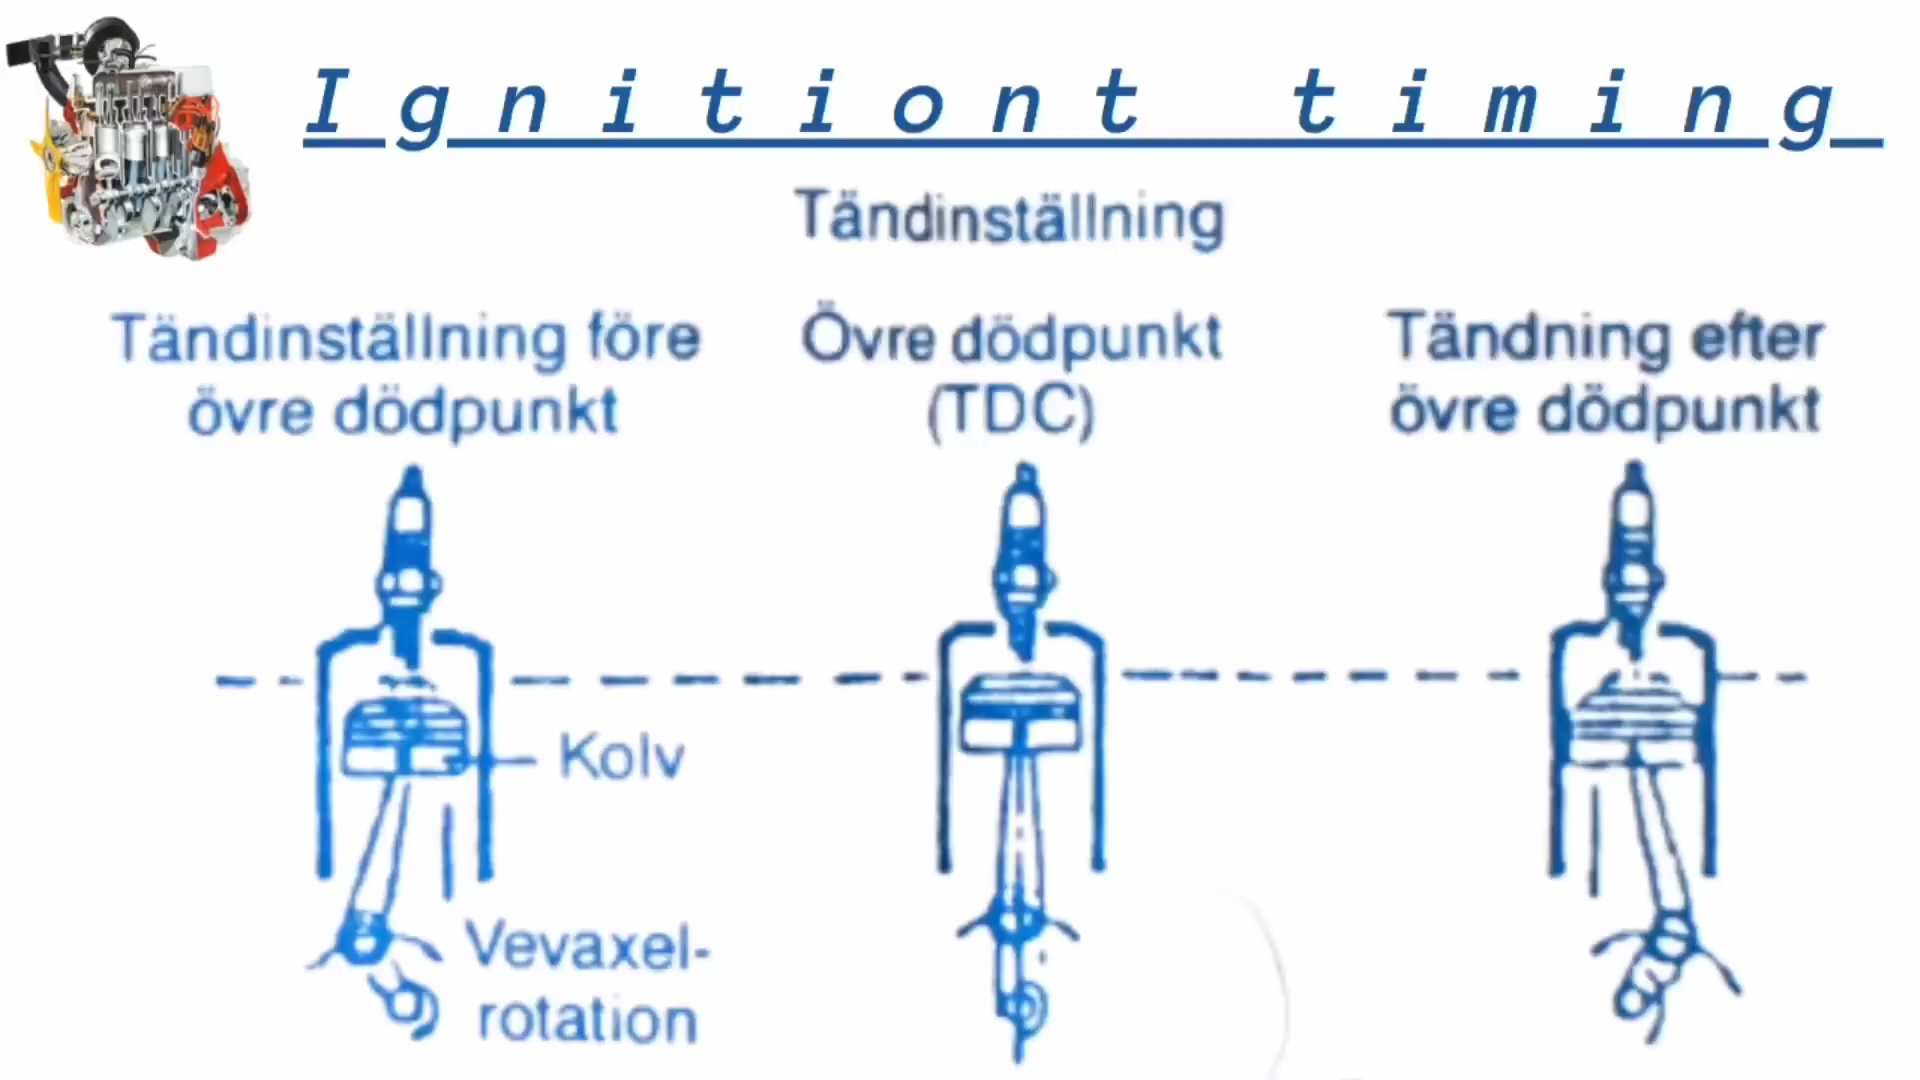 Ignitiont timing
Tändinställning
Tändinställning före
övre dödpunkt
Övre dödpunkt
(TDC)
Tändning efter
övre dödpunkt
Kolv
Vevaxel-
rotation